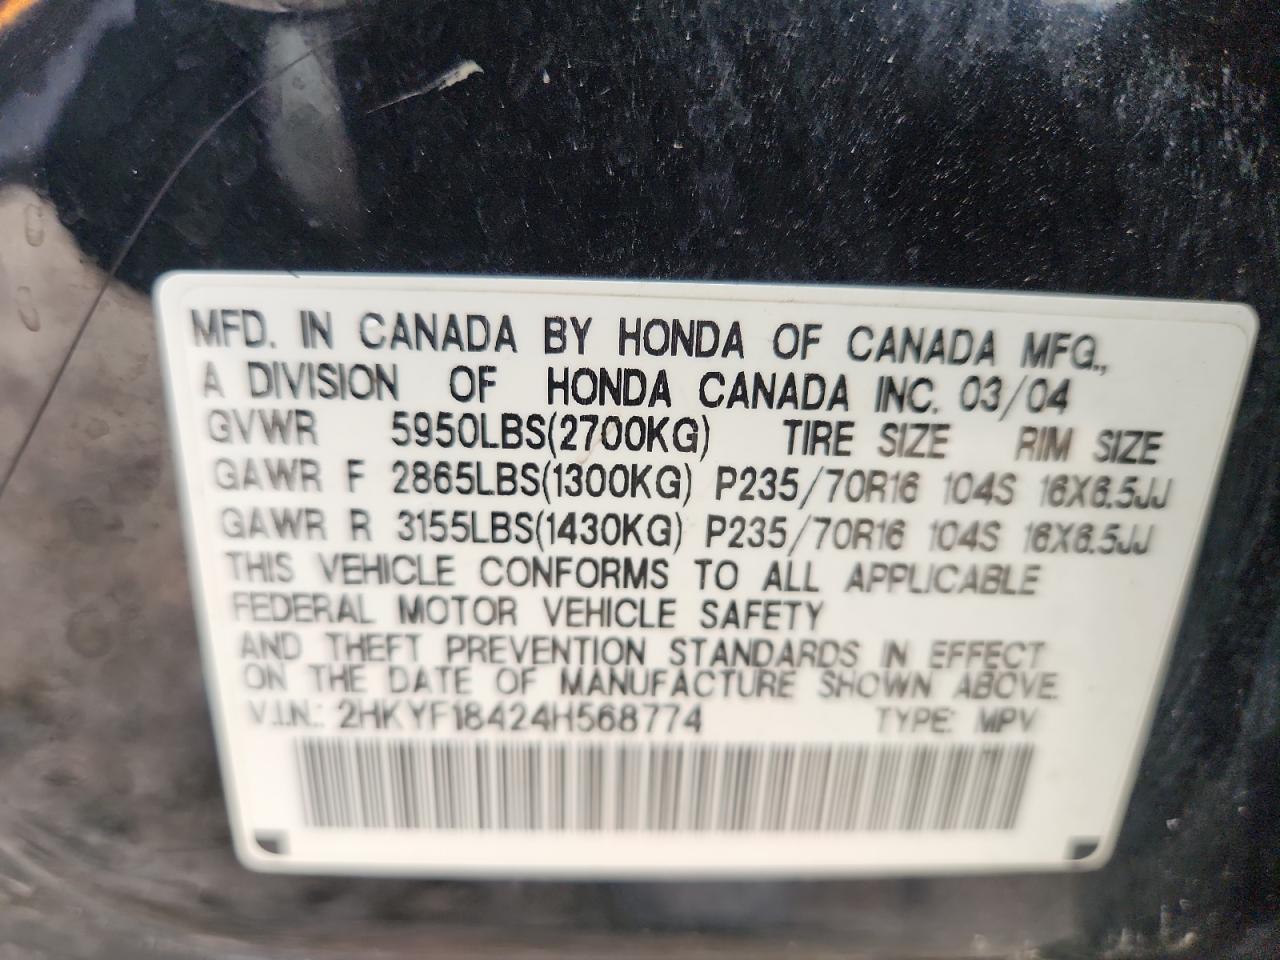 MFD. IN CANADA BY HONDA OF CANADA MFG.,
A DIVISION OF HONDA CANADA INC. 03/04
GVWR 5950LBS(2700KG) TIRE SIZE RIM SIZE
GAWR F 2865LBS(1300KG) P235/70R16 104S 16X6.5JJ
GAWR R 3155LBS(1430KG) P235/70R16 104S 16X6.5JJ
THIS VEHICLE CONFORMS TO ALL APPLICABLE
FEDERAL MOTOR VEHICLE SAFETY
AND THEFT PREVENTION STANDARDS IN EFFECT
ON THE DATE OF MANUFACTURE SHOWN ABOVE.
V.I.N.: 2HKYF18424H568774 TYPE: MPV